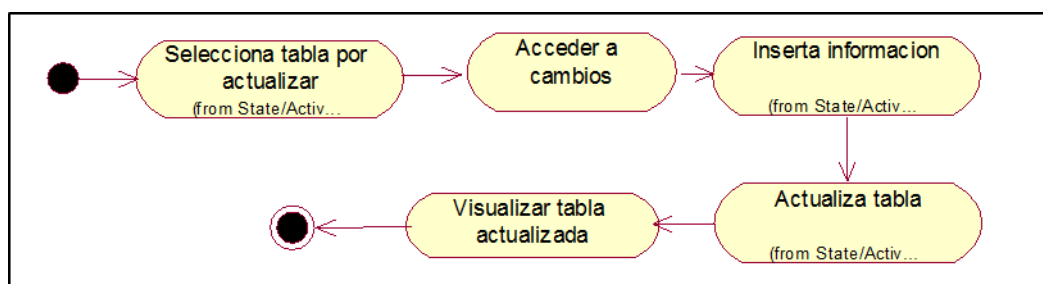 Selecciona tabla por
actualizar
(from State/Activ...
Acceder a
cambios
Inserta informacion
(from State/Activ...
Actualiza tabla
(from State/Activ...
Visualizar tabla
actualizada